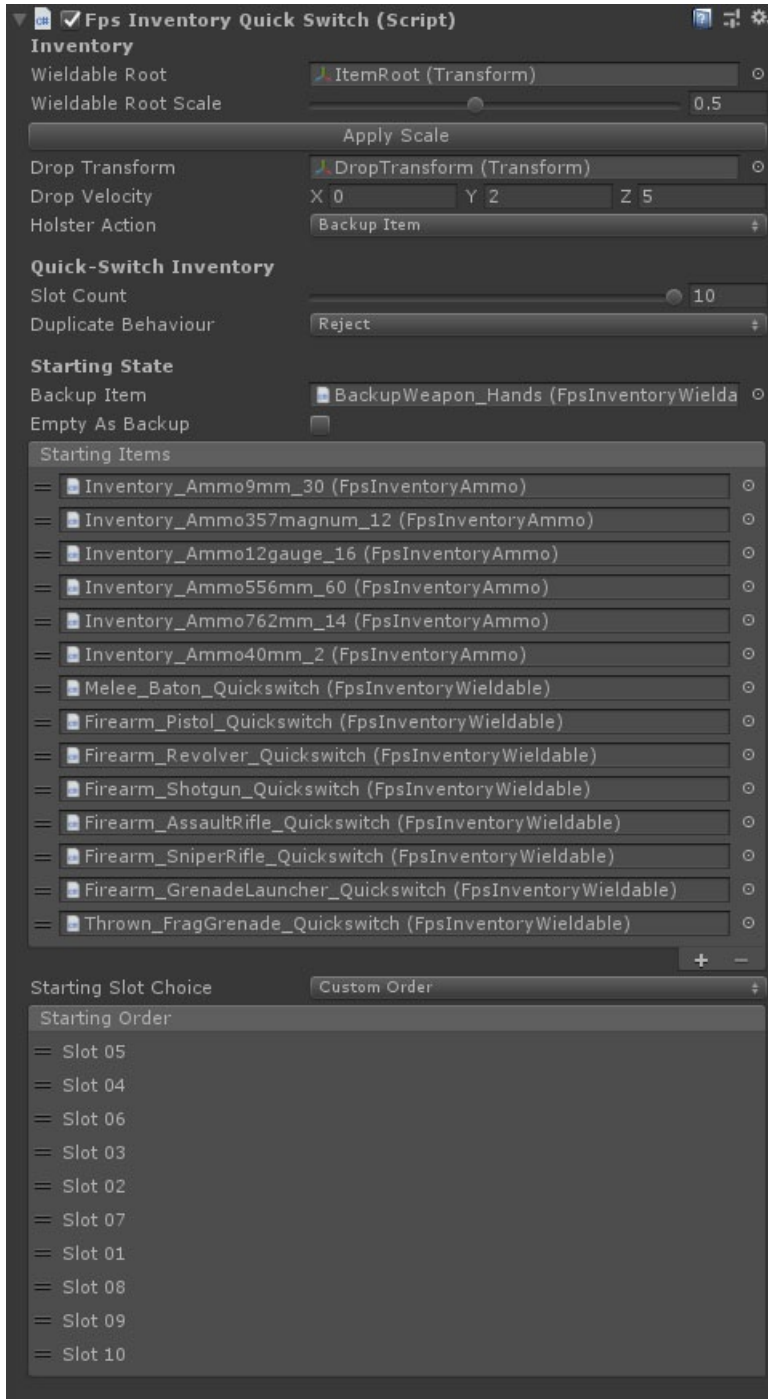 Fps Inventory Quick Switch (Script)
Inventory
Wieldable Root ItemRoot (Transform)
Wieldable Root Scale 0.5
Apply Scale
Drop Transform DropTransform (Transform)
Drop Velocity X 0 Y 2 Z 5
Holster Action Backup Item
Quick-Switch Inventory
Slot Count 10
Duplicate Behaviour Reject
Starting State
Backup Item BackupWeapon_Hands (FpsInventoryWielda
Empty As Backup
Starting Items
Inventory_Ammo9mm_30 (FpsInventoryAmmo)
Inventory_Ammo357magnum_12 (FpsInventoryAmmo)
Inventory_Ammo12gauge_16 (FpsInventoryAmmo)
Inventory_Ammo556mm_60 (FpsInventoryAmmo)
Inventory_Ammo762mm_14 (FpsInventoryAmmo)
Inventory_Ammo40mm_2 (FpsInventoryAmmo)
Melee_Baton_Quickswitch (FpsInventoryWieldable)
Firearm_Pistol_Quickswitch (FpsInventoryWieldable)
Firearm_Revolver_Quickswitch (FpsInventoryWieldable)
Firearm_Shotgun_Quickswitch (FpsInventoryWieldable)
Firearm_AssaultRifle_Quickswitch (FpsInventoryWieldable)
Firearm_SniperRifle_Quickswitch (FpsInventoryWieldable)
Firearm_GrenadeLauncher_Quickswitch (FpsInventoryWieldable)
Thrown_FragGrenade_Quickswitch (FpsInventoryWieldable)
Starting Slot Choice Custom Order
Starting Order
Slot 05
Slot 04
Slot 06
Slot 03
Slot 02
Slot 07
Slot 01
Slot 08
Slot 09
Slot 10